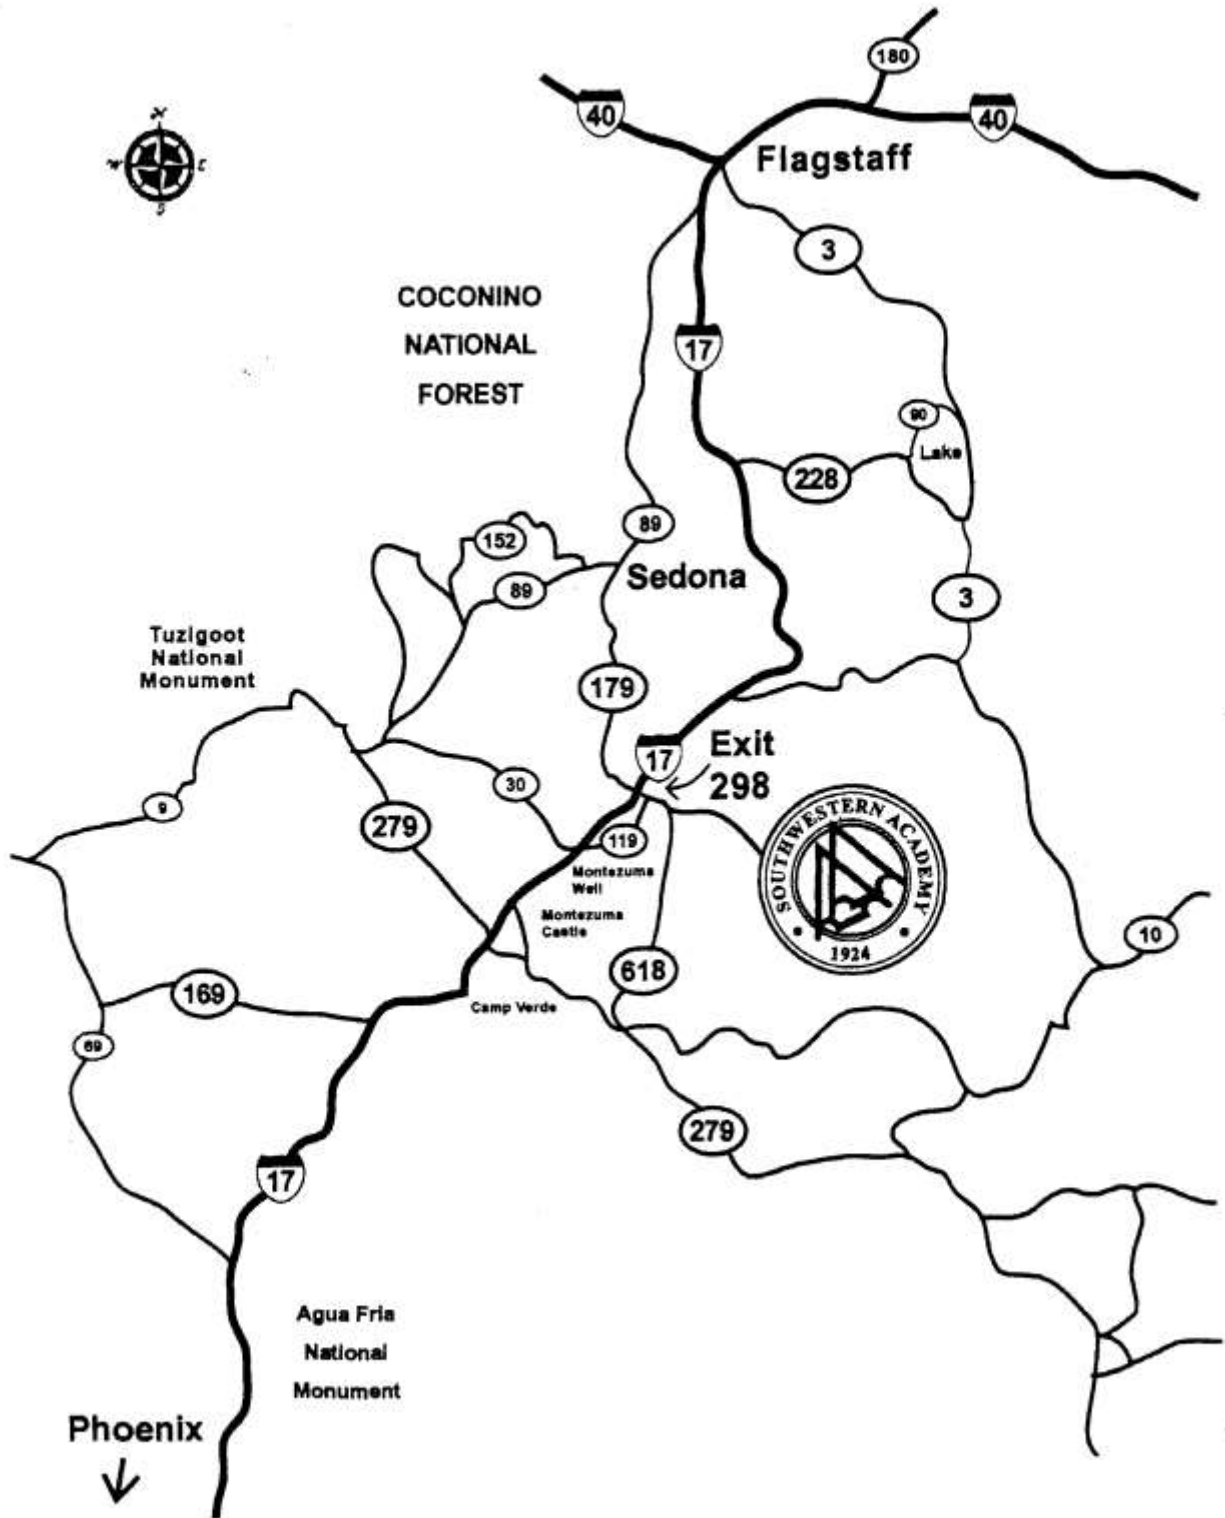 180
40
40
N
W
E
S
Flagstaff
3
COCONINO
NATIONAL
FOREST
17
90
Lake
228
89
152
Sedona
89
3
Tuzigoot
National
Monument
179
17
Exit
298
30
9
279
119
SOUTHWESTERN ACADEMY
1924
Montezuma
Well
Montezuma
Castle
10
618
169
Camp Verde
69
279
17
Agua Fria
National
Monument
Phoenix